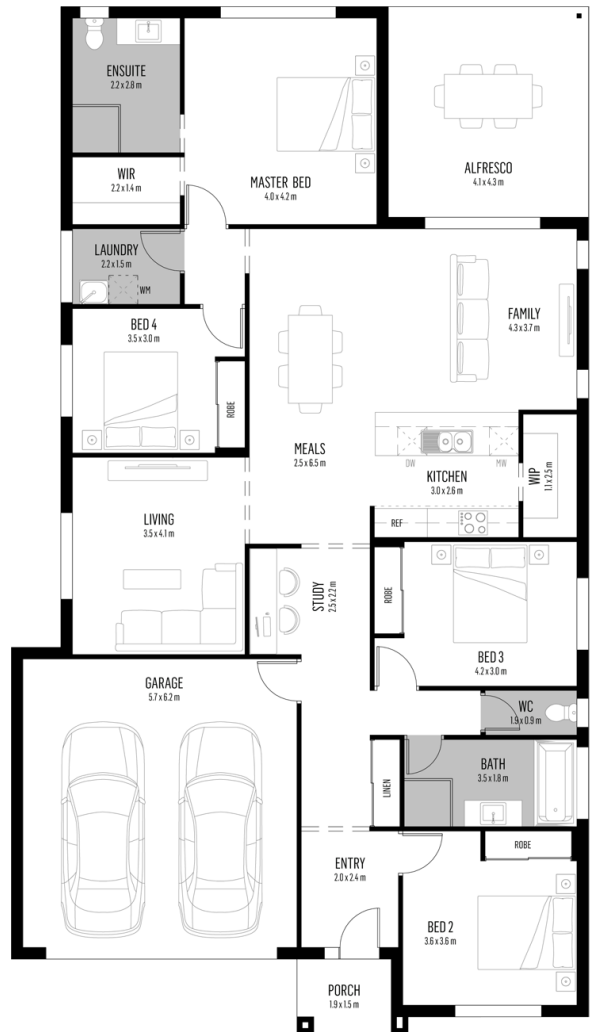 ENSUITE
2.2 x 2.8 m
WIR
2.2 x 1.4 m
MASTER BED
4.0 x 4.2 m
ALFRESCO
4.1 x 4.3 m
LAUNDRY
2.2 x 1.5 m
WM
BED 4
3.5 x 3.0 m
ROBE
FAMILY
4.3 x 3.7 m
MEALS
2.5 x 6.5 m
DW
MW
KITCHEN
3.0 x 2.6 m
REF
WIP
1.1 x 2.5 m
LIVING
3.5 x 4.1 m
STUDY
2.5 x 2.2 m
ROBE
BED 3
4.2 x 3.0 m
GARAGE
5.7 x 6.2 m
WC
1.9 x 0.9 m
BATH
3.5 x 1.8 m
LINEN
ROBE
ENTRY
2.0 x 2.4 m
BED 2
3.6 x 3.6 m
PORCH
1.9 x 1.5 m